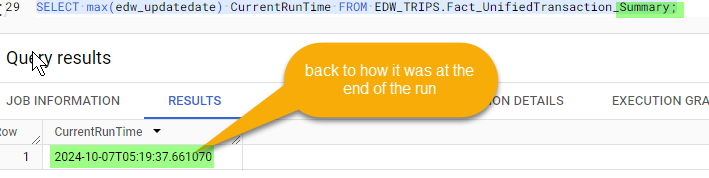 29 SELECT max(edw_updatedate) CurrentRunTime FROM EDW_TRIPS.Fact_UnifiedTransaction_Summary;
Query results
back to how it was at the
end of the run
JOB INFORMATION RESULTS ON DETAILS EXECUTION GRA
Row CurrentRunTime
1 2024-10-07T05:19:37.661070